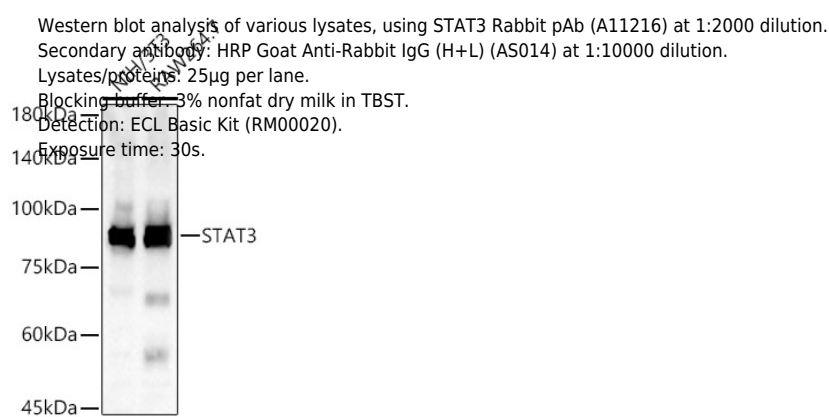 Western blot analysis of various lysates, using STAT3 Rabbit pAb (A11216) at 1:2000 dilution.
Secondary antibody: HRP Goat Anti-Rabbit IgG (H+L) (AS014) at 1:10000 dilution.
Lysates/proteins: 25μg per lane.
Blocking buffer: 3% nonfat dry milk in TBST.
Detection: ECL Basic Kit (RM00020).
Exposure time: 30s.
NIH/3T3
RAW264.7
180kDa
140kDa
100kDa
STAT3
75kDa
60kDa
45kDa